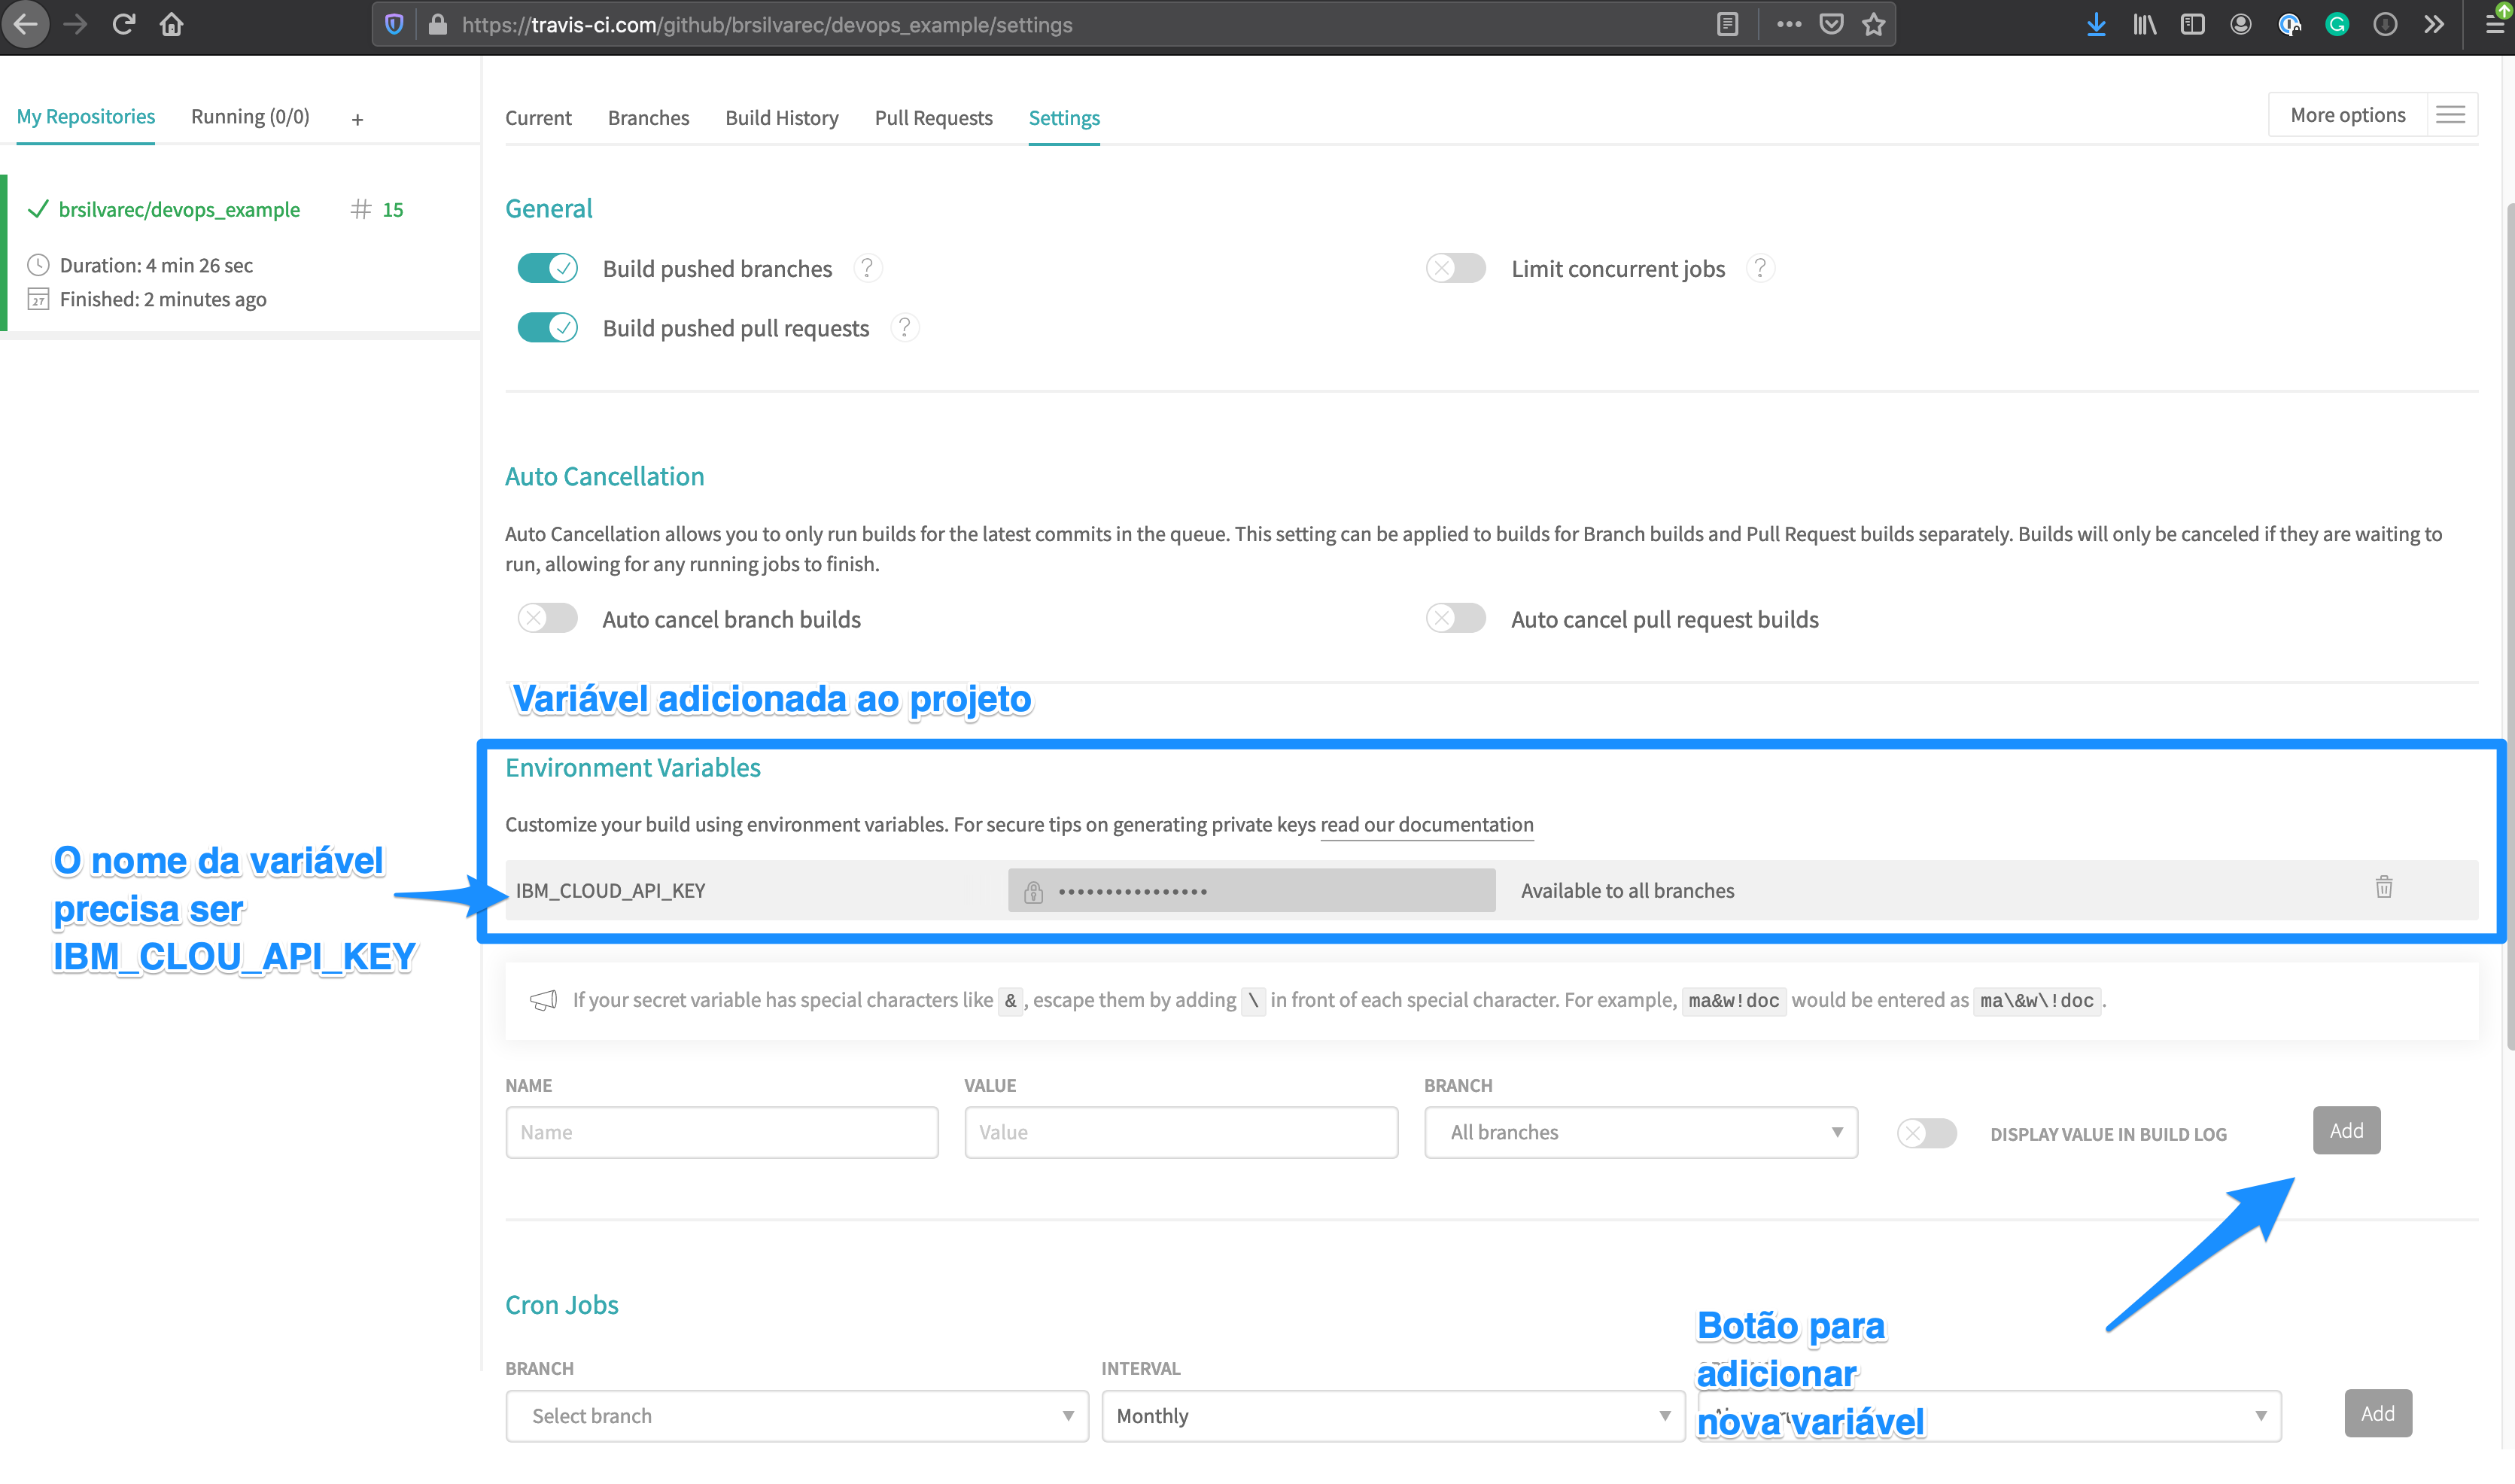 https://travis-ci.com/github/brsilvarec/devops_example/settings
My Repositories Running (0/0) +
Current Branches Build History Pull Requests Settings
More options
brsilvarec/devops_example # 15
Duration: 4 min 26 sec
27 Finished: 2 minutes ago
General
Build pushed branches ?
Limit concurrent jobs ?
Build pushed pull requests ?
Auto Cancellation
Auto Cancellation allows you to only run builds for the latest commits in the queue. This setting can be applied to builds for Branch builds and Pull Request builds separately. Builds will only be canceled if they are waiting to
run, allowing for any running jobs to finish.
Auto cancel branch builds
Auto cancel pull request builds
Variável adicionada ao projeto
Environment Variables
Customize your build using environment variables. For secure tips on generating private keys read our documentation
O nome da variável
precisa ser
IBM_CLOU_API_KEY
IBM_CLOUD_API_KEY •••••••••••••••• Available to all branches
If your secret variable has special characters like & , escape them by adding \ in front of each special character. For example, ma&w!doc would be entered as ma\&w\!doc .
NAME VALUE BRANCH
Name Value All branches DISPLAY VALUE IN BUILD LOG Add
Cron Jobs
Botão para
adicionar
nova variável
BRANCH INTERVAL
Select branch Monthly Add